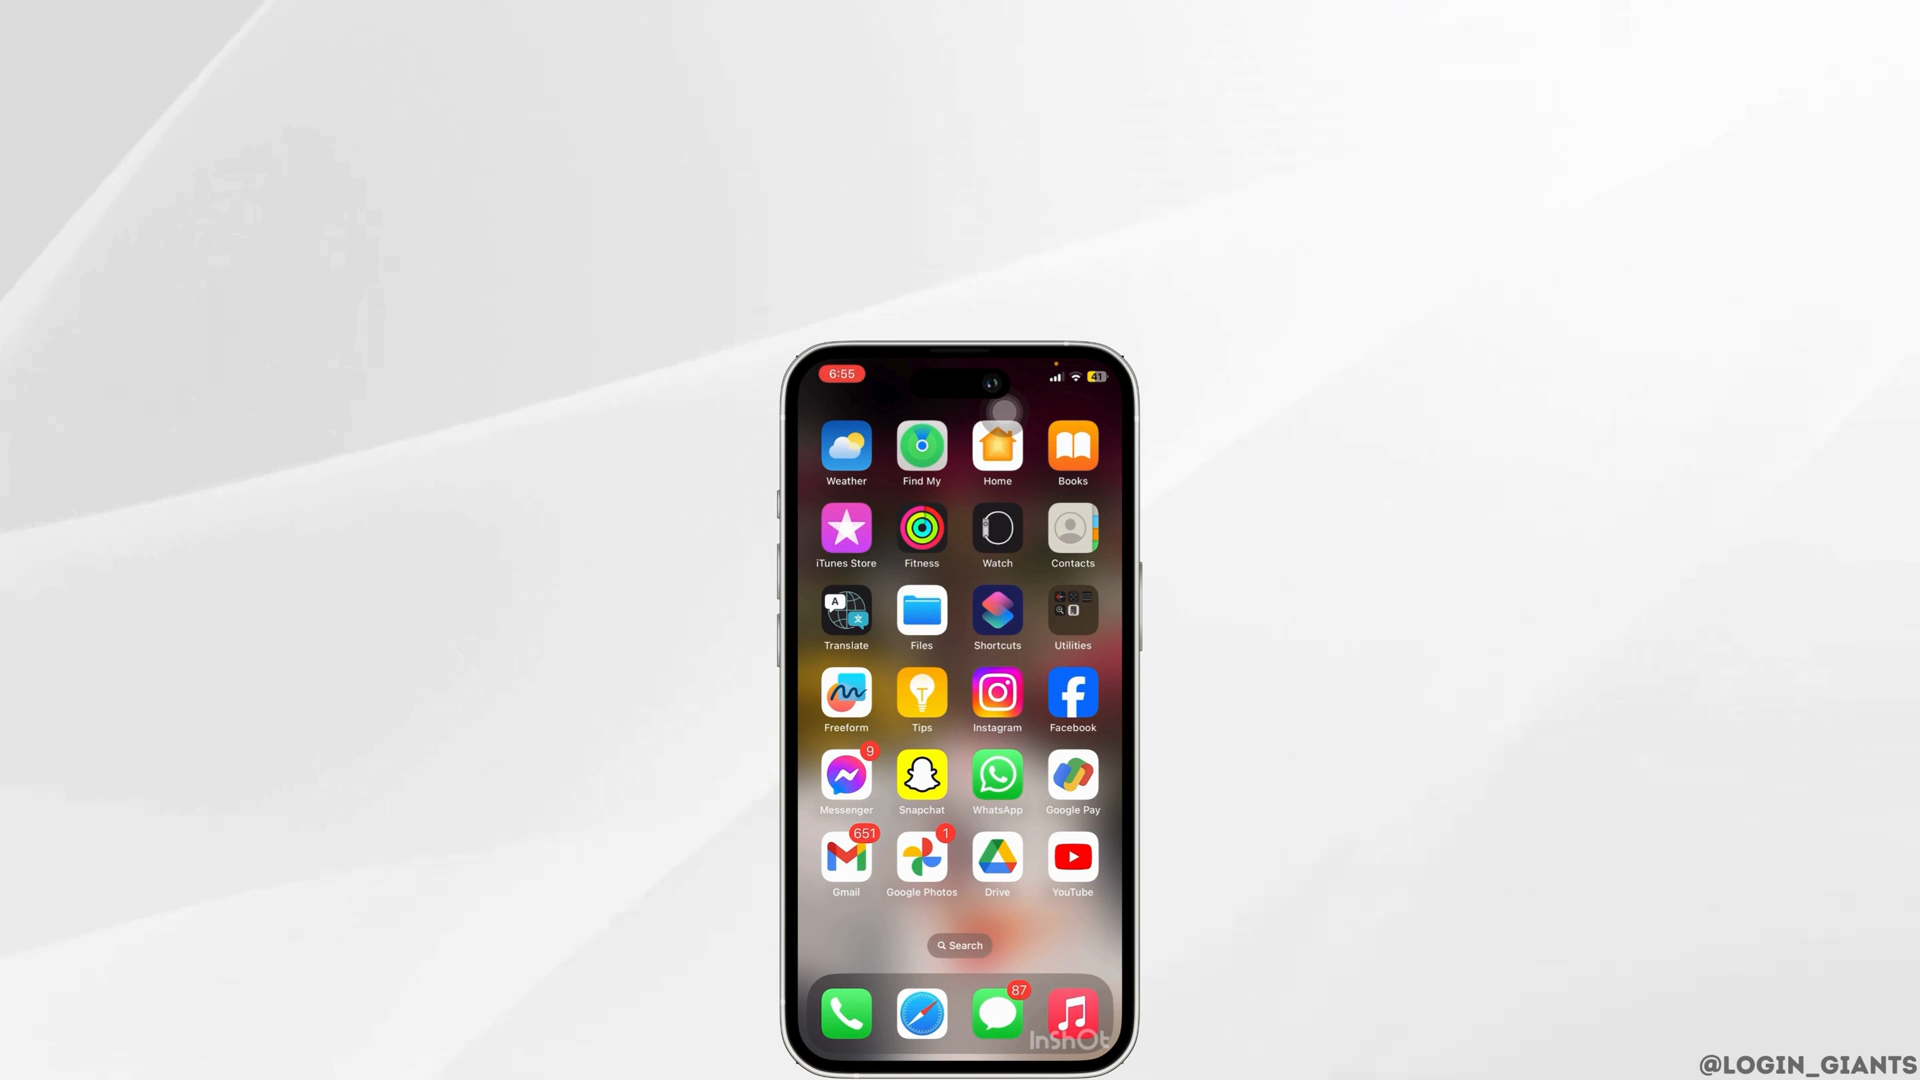 6:55
41
Weather Find My Home Books
iTunes Store Fitness Watch Contacts
A
文
Translate Files Shortcuts Utilities
T
Freeform Tips Instagram Facebook
9
Messenger Snapchat WhatsApp Google Pay
651 1
Gmail Google Photos Drive YouTube
Search
87
InShOt
@LOGIN_GIANTS